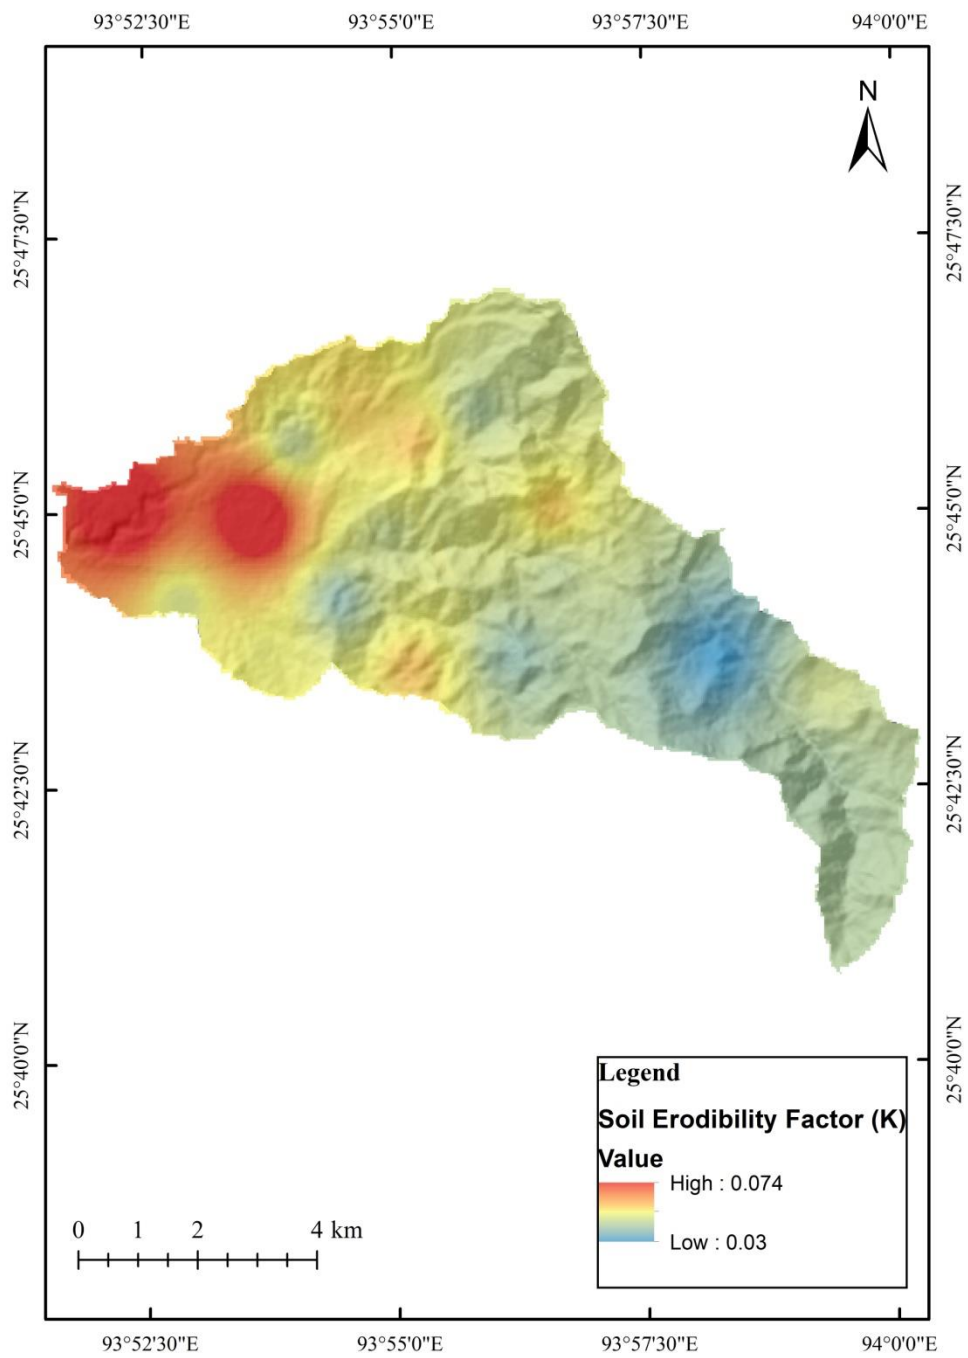 93°52'30"E 93°55'0"E 93°57'30"E 94°0'0"E
N
25°47'30"N 25°47'30"N
25°45'0"N 25°45'0"N
25°42'30"N 25°42'30"N
25°40'0"N 25°40'0"N
Legend
Soil Erodibility Factor (K)
Value
High : 0.074
Low : 0.03
0 1 2 4 km
93°52'30"E 93°55'0"E 93°57'30"E 94°0'0"E